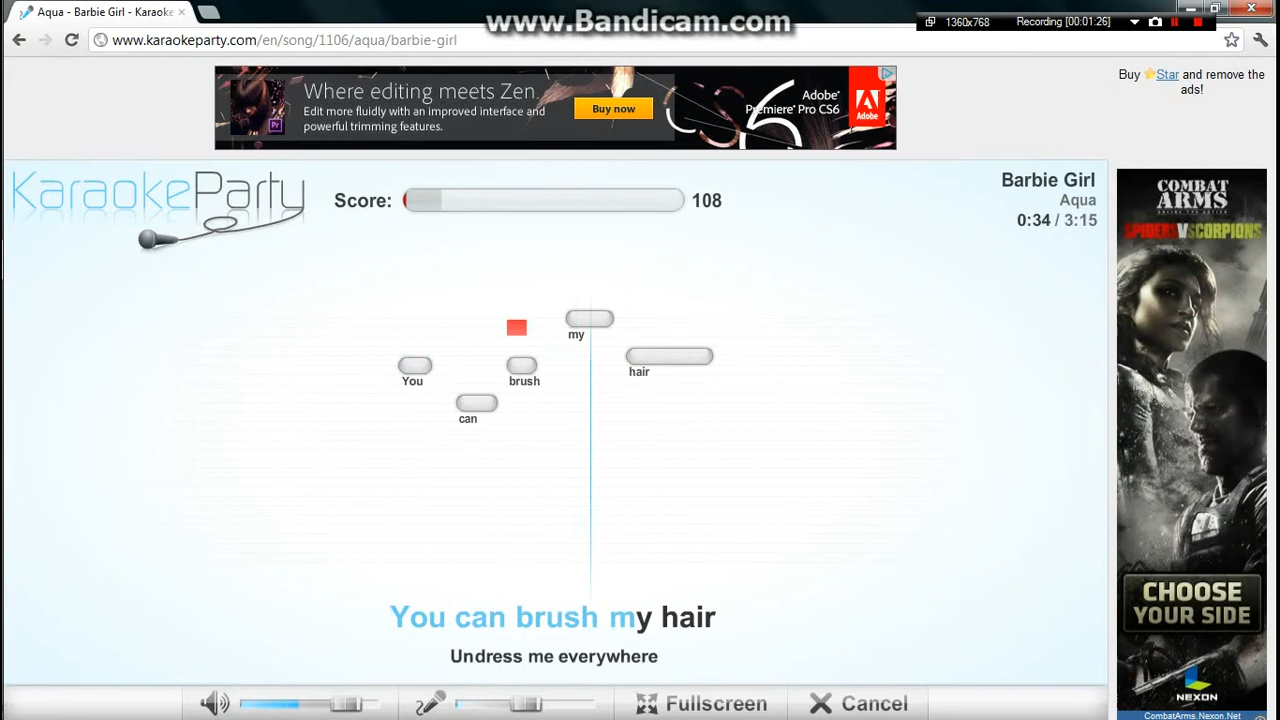 Aqua - Barbie Girl - Karaoke
www.Bandicam.com
1360x768
Recording [00:01:26]
www.karaokeparty.com/en/song/1106/aqua/barbie-girl
Where editing meets Zen.
Edit more fluidly with an improved interface and
powerful trimming features.
Pr
Buy now
Adobe®
Premiere® Pro CS6
Adobe
Buy Star and remove the
ads!
KaraokeParty
Score:
108
Barbie Girl
Aqua
0:34 / 3:15
my
hair
You
brush
can
You can brush my hair
Undress me everywhere
Fullscreen
Cancel
COMBAT
ARMS
SPIDERS V SCORPIONS
CHOOSE
YOUR SIDE
NEXON
CombatArms.Nexon.Net